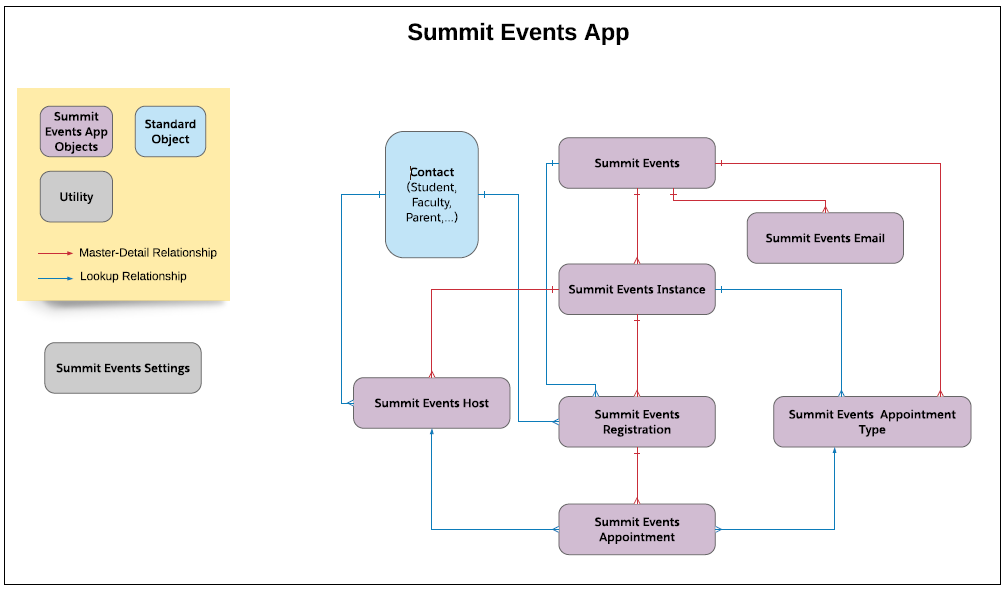 Summit Events App
Summit
Events App
Objects
Standard
Object
Utility
Master-Detail Relationship
Lookup Relationship
Summit Events Settings
Contact
(Student,
Faculty,
Parent,...)
Summit Events
Summit Events Email
Summit Events Instance
Summit Events Host
Summit Events
Registration
Summit Events Appointment
Type
Summit Events
Appointment